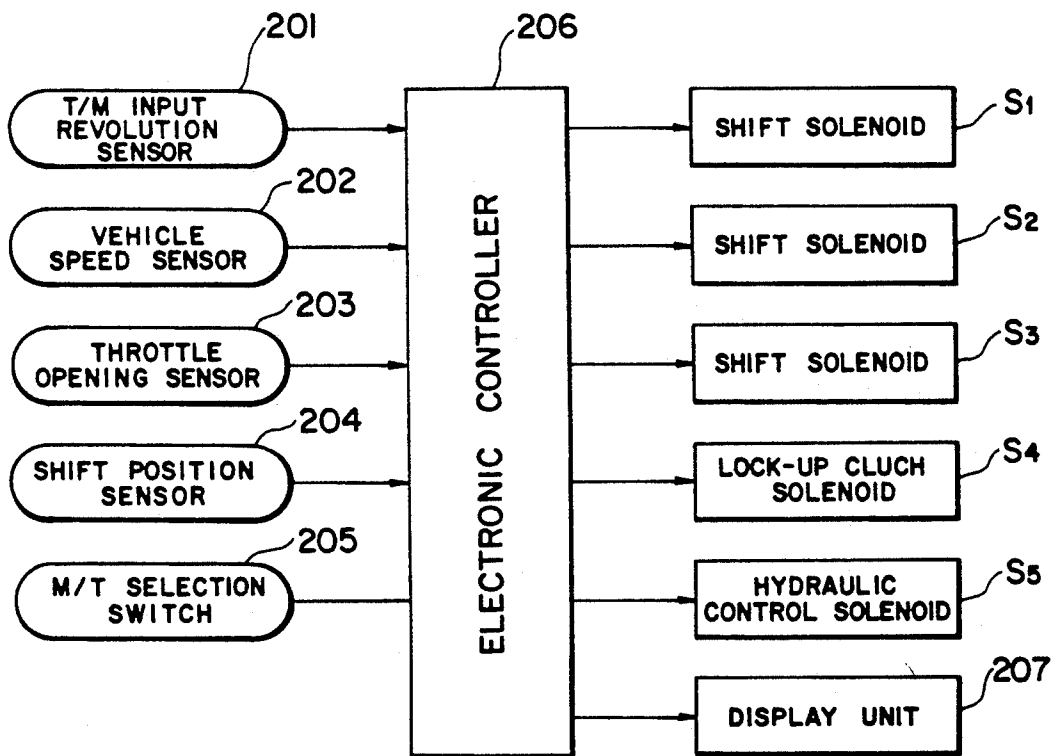 201
T/M INPUT
REVOLUTION
SENSOR
202
VEHICLE
SPEED SENSOR
203
THROTTLE
OPENING SENSOR
204
SHIFT POSITION
SENSOR
205
M/T SELECTION
SWITCH
206
ELECTRONIC CONTROLLER
S1
SHIFT SOLENOID
S2
SHIFT SOLENOID
S3
SHIFT SOLENOID
S4
LOCK-UP CLUCH
SOLENOID
S5
HYDRAULIC
CONTROL SOLENOID
207
DISPLAY UNIT